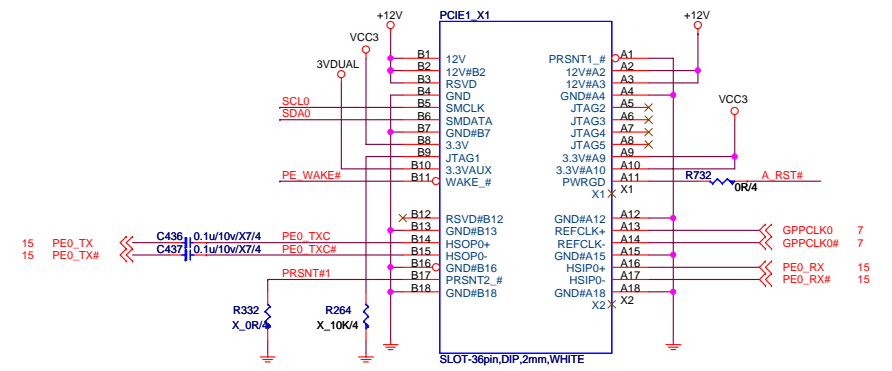 +12V PCIE1_X1 +12V
VCC3
3VDUAL
B1 12V PRSNT1_# A1
B2 12V#B2 12V#A2 A2
B3 RSVD 12V#A3 A3
B4 GND GND#A4 A4
SCL0 B5 SMCLK JTAG2 A5
SDA0 B6 SMDATA JTAG3 A6
B7 GND#B7 JTAG4 A7
B8 3.3V JTAG5 A8
VCC3
B9 JTAG1 3.3V#A9 A9
B10 3.3VAUX 3.3V#A10 A10
PE_WAKE# B11 WAKE_# PWRGD A11 R732 0R/4 A_RST#
X1 X1
B12 RSVD#B12 GND#A12 A12
B13 GND#B13 REFCLK+ A13 GPPCLK0 7
15 PE0_TX C436 0.1u/10v/X7/4 PE0_TXC B14 HSOP0+ REFCLK- A14 GPPCLK0# 7
15 PE0_TX# C437 0.1u/10v/X7/4 PE0_TXC# B15 HSOP0- GND#A15 A15
B16 GND#B16 HSIP0+ A16 PE0_RX 15
PRSNT#1 B17 PRSNT2_# HSIP0- A17 PE0_RX# 15
B18 GND#B18 GND#A18 A18
X2 X2
R332 R264
X_0R/4 X_10K/4
SLOT-36pin,DIP,2mm,WHITE